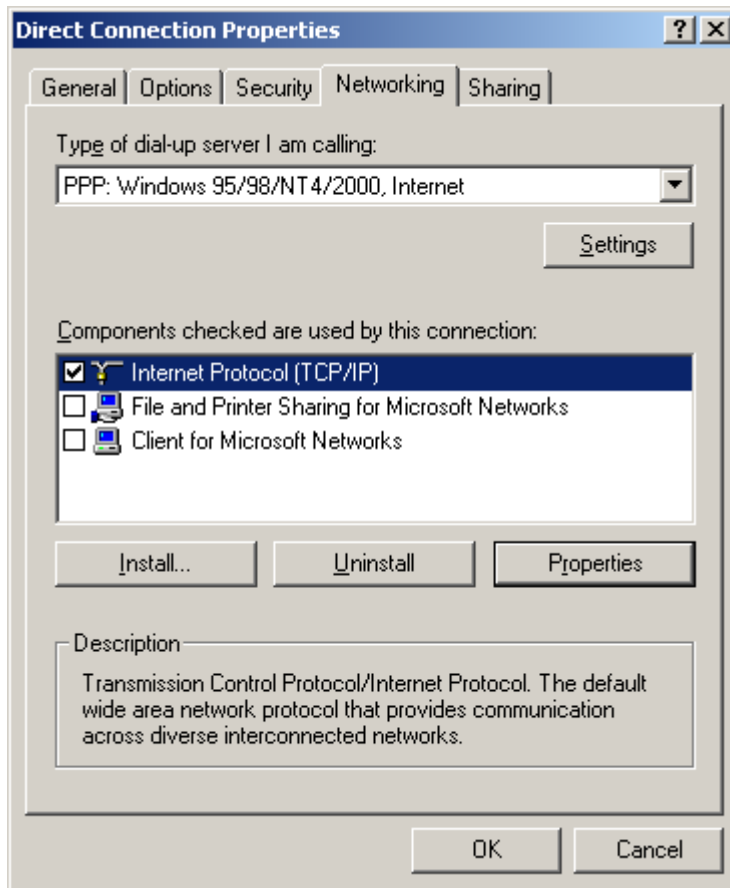 Direct Connection Properties
General Options Security Networking Sharing
Type of dial-up server I am calling:
PPP: Windows 95/98/NT4/2000, Internet
Settings
Components checked are used by this connection:
Internet Protocol (TCP/IP)
File and Printer Sharing for Microsoft Networks
Client for Microsoft Networks
Install... Uninstall Properties
Description
Transmission Control Protocol/Internet Protocol. The default
wide area network protocol that provides communication
across diverse interconnected networks.
OK Cancel